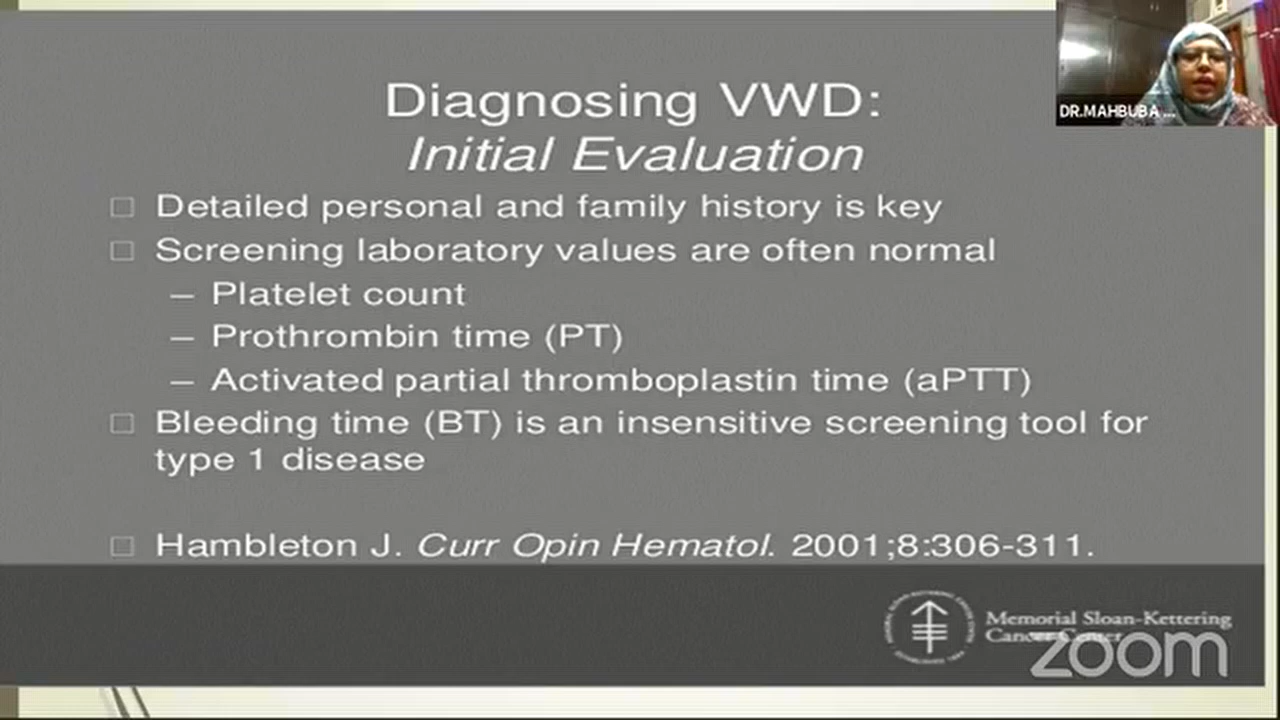 Diagnosing VWD:
Initial Evaluation
DR.MAHBUBA ...
Detailed personal and family history is key
Screening laboratory values are often normal
– Platelet count
– Prothrombin time (PT)
– Activated partial thromboplastin time (aPTT)
Bleeding time (BT) is an insensitive screening tool for
type 1 disease
Hambleton J. Curr Opin Hematol. 2001;8:306-311.
Memorial Sloan-Kettering
Cancer Center
zoom